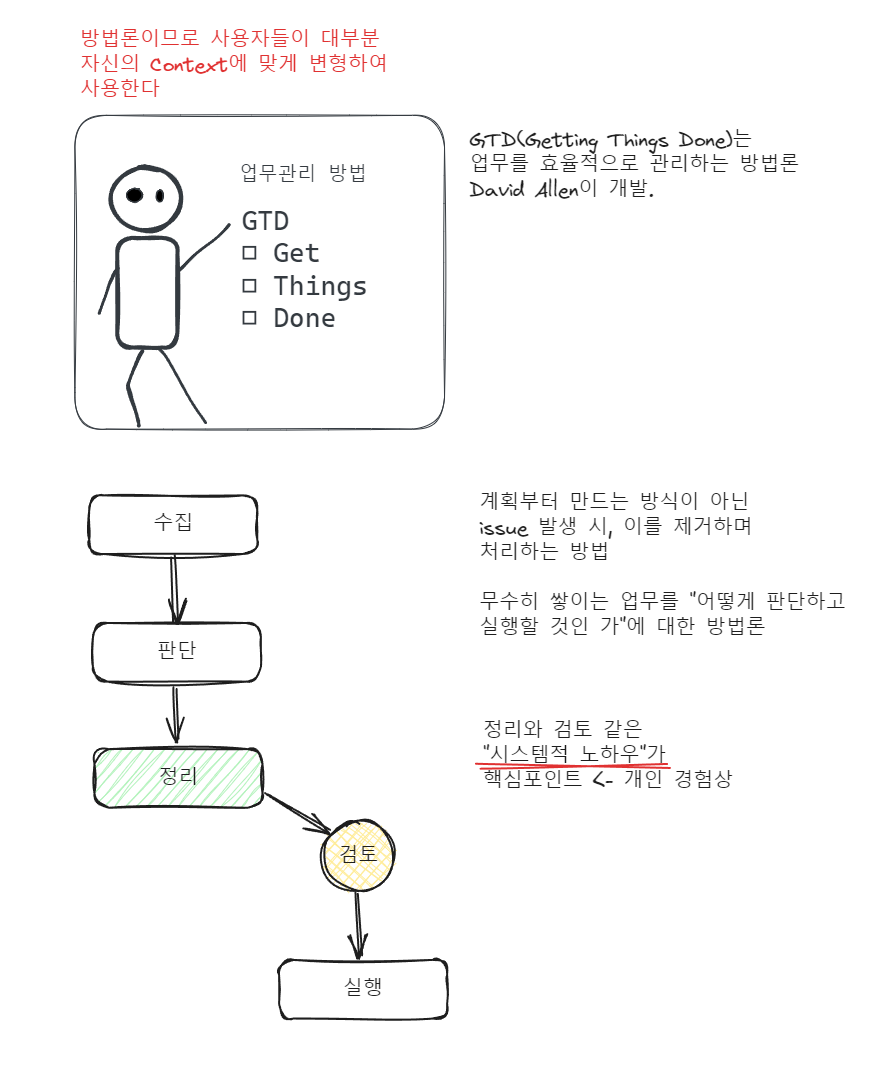 방법론이므로 사용자들이 대부분
자신의 Context에 맞게 변형하여
사용한다
업무관리 방법
GTD
□ Get
□ Things
□ Done
GTD(Getting Things Done)는
업무를 효율적으로 관리하는 방법론
David Allen이 개발.
수집
판단
정리
검토
실행
계획부터 만드는 방식이 아닌
issue 발생 시, 이를 제거하며
처리하는 방법
무수히 쌓이는 업무를 "어떻게 판단하고
실행할 것인 가"에 대한 방법론
정리와 검토 같은
"시스템적 노하우"가
핵심포인트 <- 개인 경험상